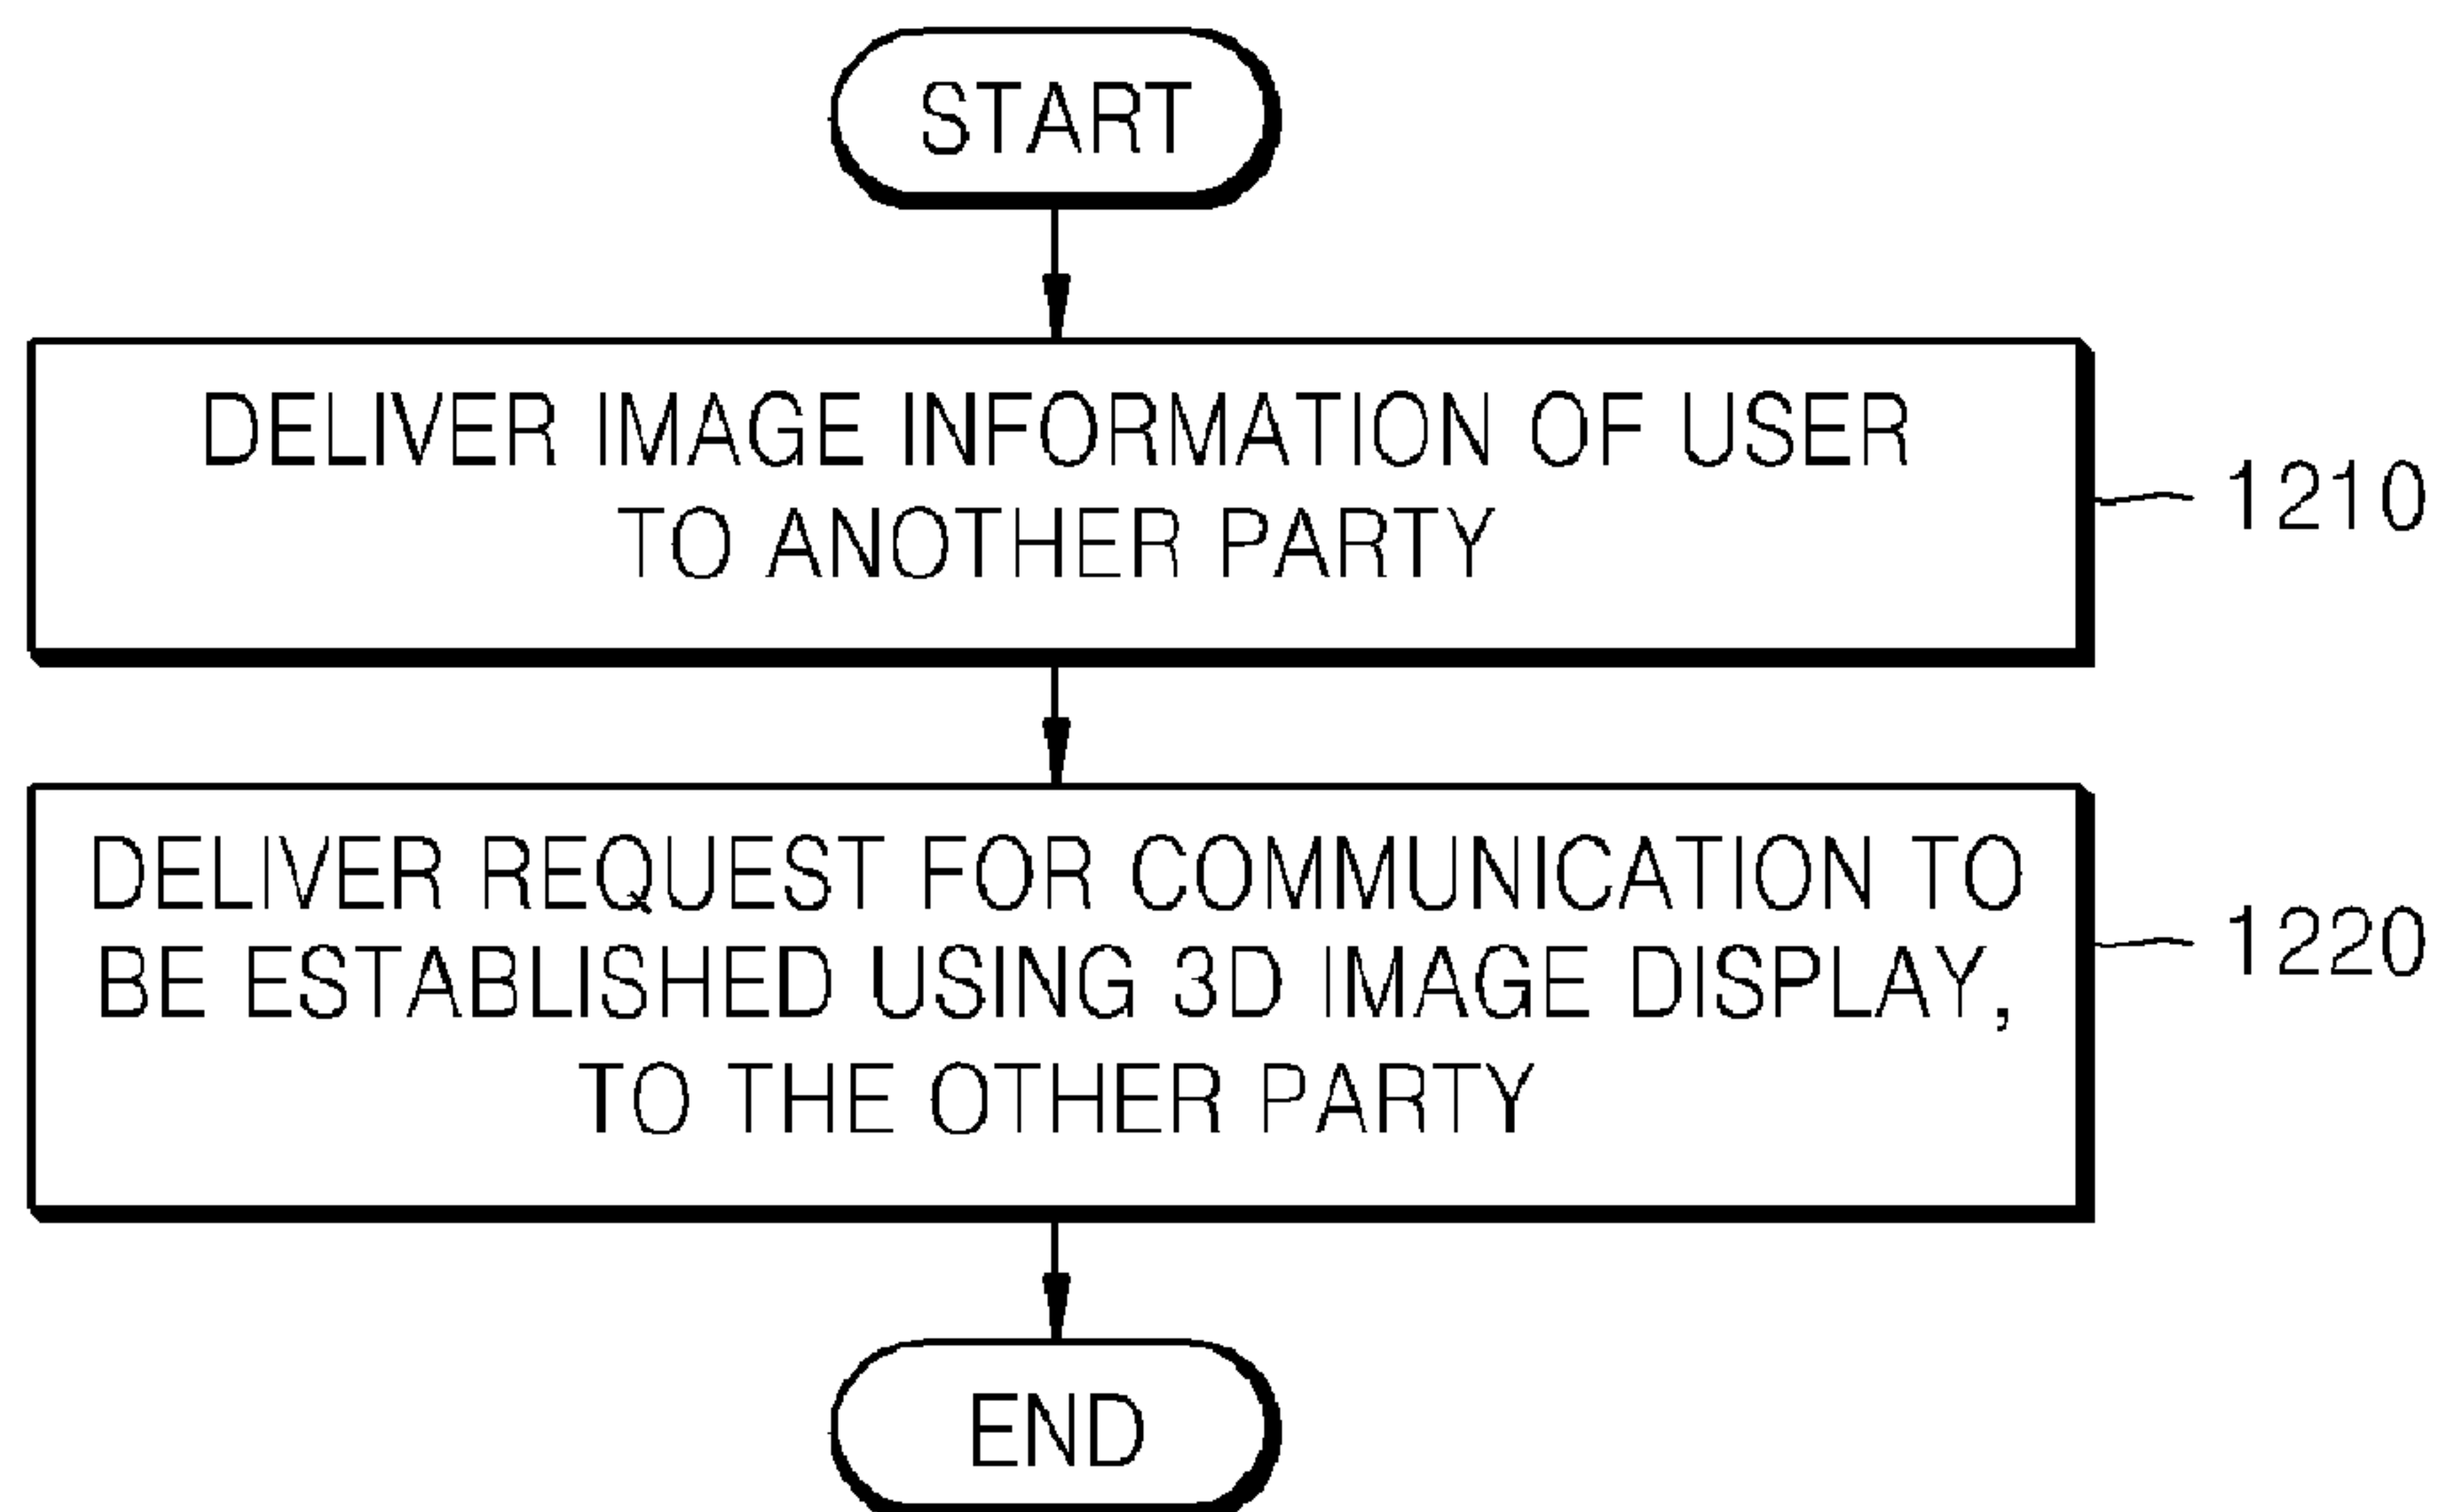 START
DELIVER IMAGE INFORMATION OF USER
TO ANOTHER PARTY
1210
DELIVER REQUEST FOR COMMUNICATION TO
BE ESTABLISHED USING 3D IMAGE DISPLAY,
TO THE OTHER PARTY
1220
END